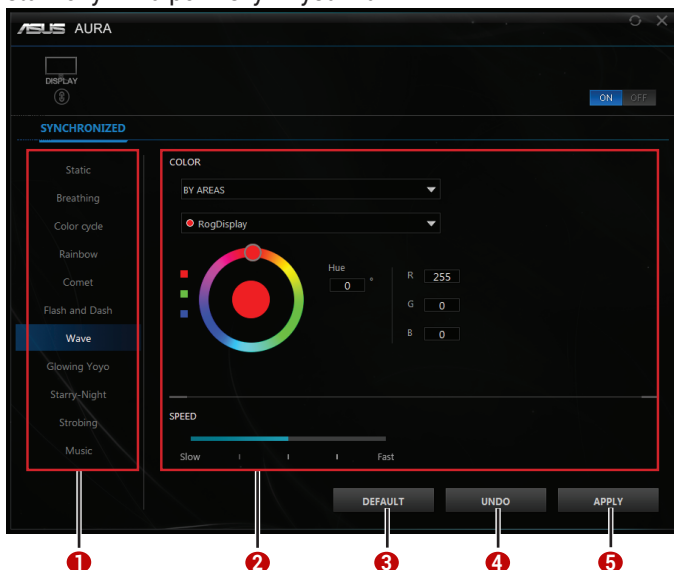 ASUS AURA
DISPLAY
ON OFF
SYNCHRONIZED
Static
Breathing
Color cycle
Rainbow
Comet
Flash and Dash
Wave
Glowing Yoyo
Starry-Night
Strobing
Music
COLOR
BY AREAS
RogDisplay
Hue
0 °
R 255
G 0
B 0
SPEED
Slow Fast
DEFAULT UNDO APPLY
1 2 3 4 5